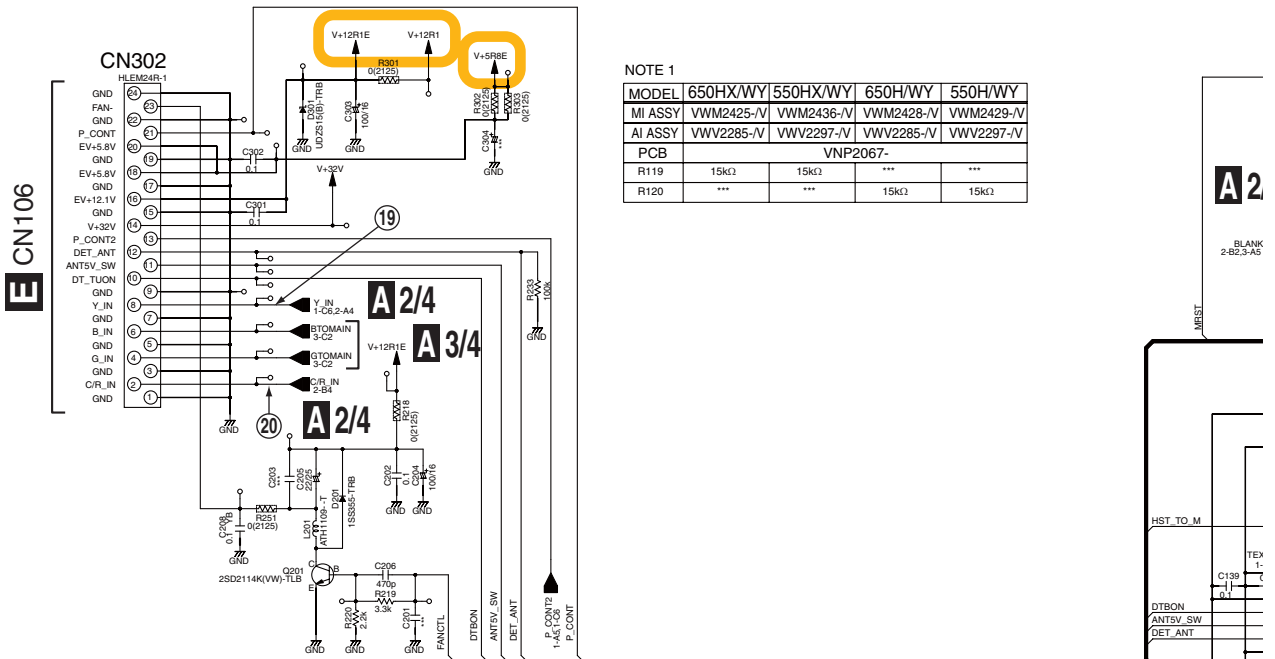 CN302
HLEM24R-1
E CN106
GND 24
FAN- 23
GND 22
P_CONT 21
EV+5.8V 20
GND 19
EV+5.8V 18
GND 17
EV+12.1V 16
GND 15
V+32V 14
P_CONT2 13
DET_ANT 12
ANT5V_SW 11
DT_TUON 10
GND 9
Y_IN 8
GND 7
B_IN 6
GND 5
G_IN 4
GND 3
C/R_IN 2
GND 1
V+12R1E
V+12R1
V+5R8E
R301
0(2125)
D301
UDZS15(B)-TRB
C303
100/16
GND
GND
R302
0(2125)
R303
0(2125)
C304
***
GND
C302
0.1
V+32V
C301
0.1
19
R233
100k
GND
Y_IN
1-C6,2-A4
A 2/4
BTOMAIN
3-C2
GTOMAIN
3-C2
A 3/4
V+12R1E
C/R_IN
2-B4
20
A 2/4
GND
R218
0(2125)
C203
***
C205
22/25
D201
1SS355-TRB
C202
0.1
C204
100/16
GND
GND
C208
0.1 YB
R251
0(2125)
GND
L201
ATH1109--T
Q201
2SD2114K(VW)-TLB
C
B
E
C206
470p
R219
3.3k
R220
2.2k
C201
***
GND
GND
GND
FANCTL
DTBON
ANT5V_SW
DET_ANT
P_CONT2
1-A5,1-C6
P_CONT
NOTE 1
MODEL 650HX/WY 550HX/WY 650H/WY 550H/WY
MI ASSY VWM2425-/V VWM2436-/V VWM2428-/V VWM2429-/V
AI ASSY VWV2285-/V VWV2297-/V VWV2285-/V VWV2297-/V
PCB VNP2067-
R119 15kΩ 15kΩ *** ***
R120 *** *** 15kΩ 15kΩ
A 2/
BLANK
2-B2,3-A5
MRST
HST_TO_M
TEX
1-
C139
0.1
DTBON
ANT5V_SW
DET_ANT